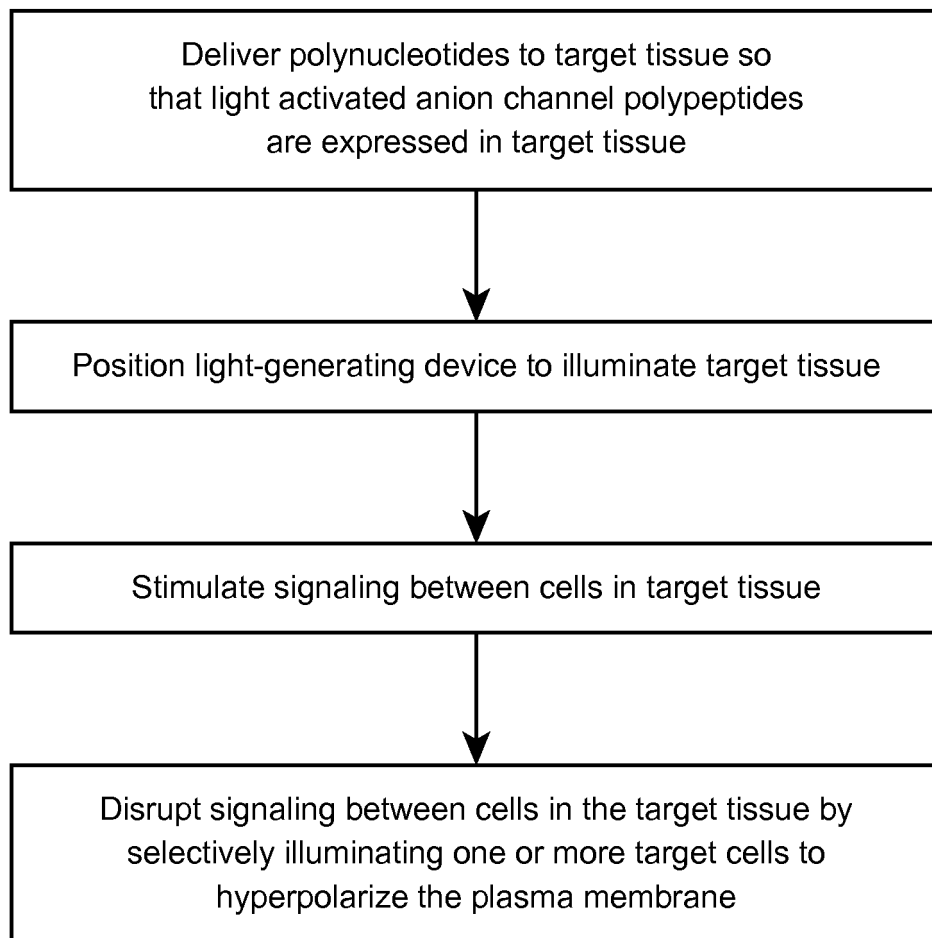 Deliver polynucleotides to target tissue so
that light activated anion channel polypeptides
are expressed in target tissue
Position light-generating device to illuminate target tissue
Stimulate signaling between cells in target tissue
Disrupt signaling between cells in the target tissue by
selectively illuminating one or more target cells to
hyperpolarize the plasma membrane